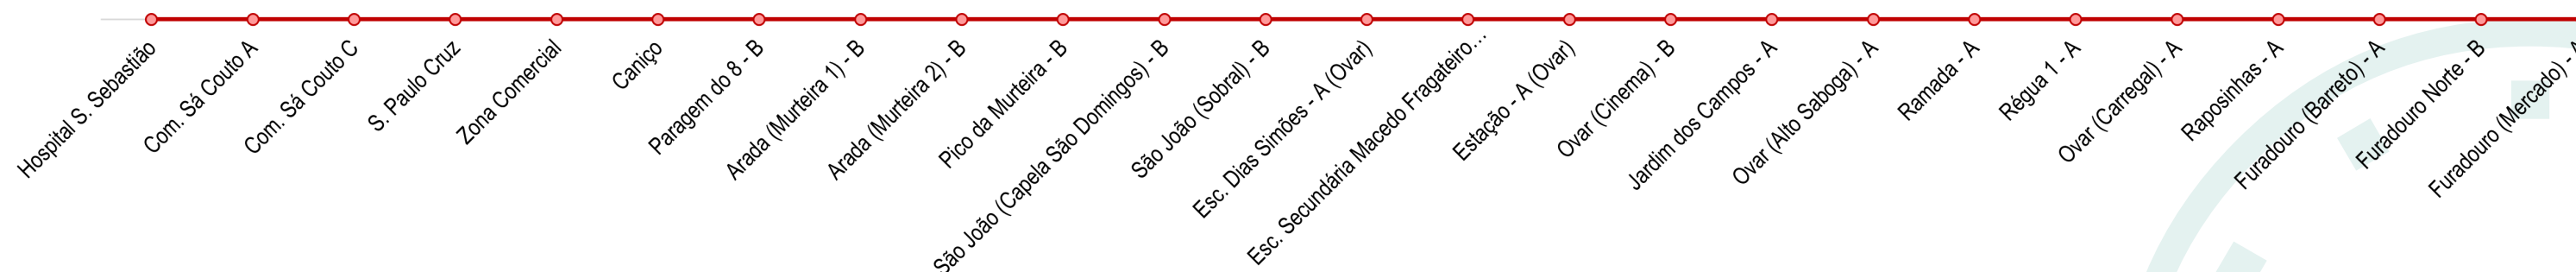 Hospital S. Sebastião
Com. Sá Couto A
Com. Sá Couto C
S. Paulo Cruz
Zona Comercial
Caniço
Paragem do 8 - B
Arada (Murteira 1) - B
Arada (Murteira 2) - B
Pico da Murteira - B
São João (Capela São Domingos) - B
São João (Sobral) - B
Esc. Dias Simões - A (Ovar)
Esc. Secundária Macedo Fragateiro...
Estação - A (Ovar)
Ovar (Cinema) - B
Jardim dos Campos - A
Ovar (Alto Saboga) - A
Ramada - A
Régua 1 - A
Ovar (Carregal) - A
Raposinhas - A
Furadouro (Barreto) - A
Furadouro Norte - B
Furadouro (Mercado) - A